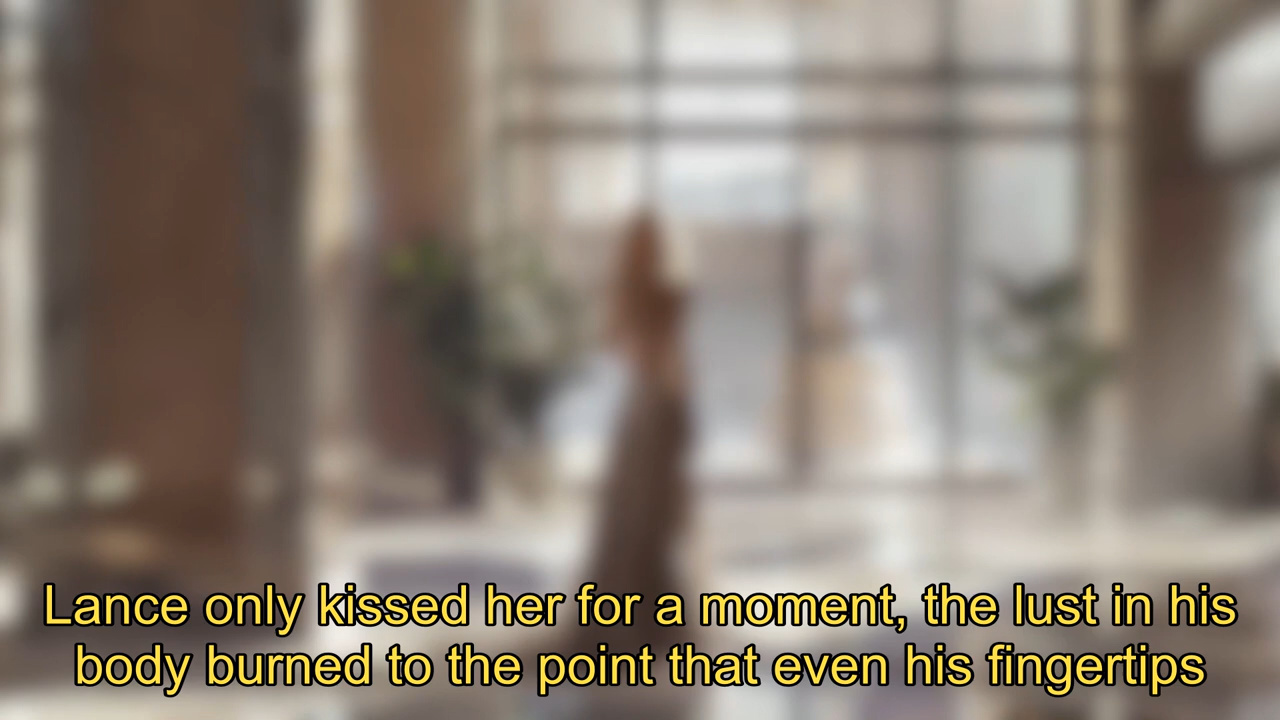 Lance only kissed her for a moment, the lust in his
body burned to the point that even his fingertips